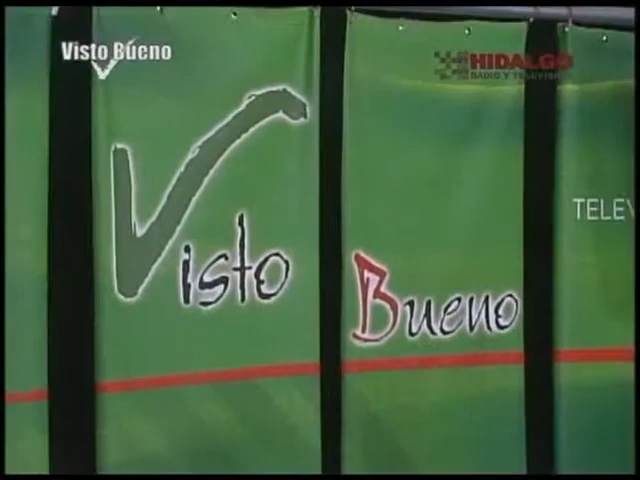 Visto Bueno
HIDALGO
RADIO Y TELEVISIÓN
Visto
Bueno
TELEV